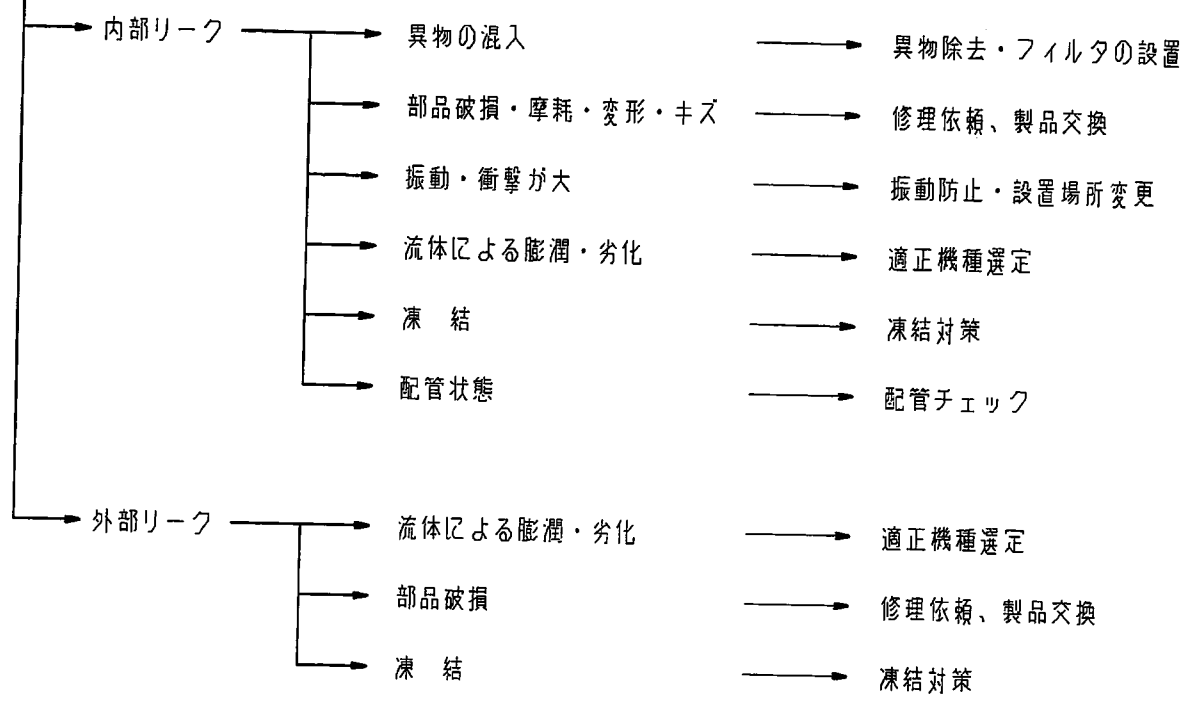 内部リーク 異物の混入 異物除去・フィルタの設置
部品破損・摩耗・変形・キズ 修理依頼、製品交換
振動・衝撃が大 振動防止・設置場所変更
流体による膨潤・劣化 適正機種選定
凍 結 凍結対策
配管状態 配管チェック
外部リーク 流体による膨潤・劣化 適正機種選定
部品破損 修理依頼、製品交換
凍 結 凍結対策